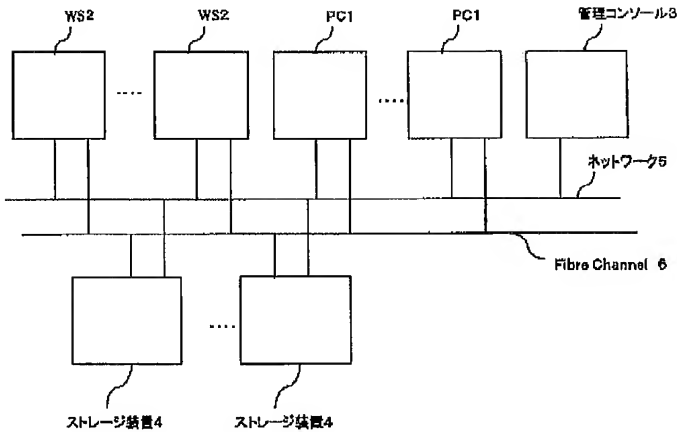 WS2
WS2
PC1
PC1
管理コンソール3
ネットワーク5
Fibre Channel 6
ストレージ装置4
ストレージ装置4